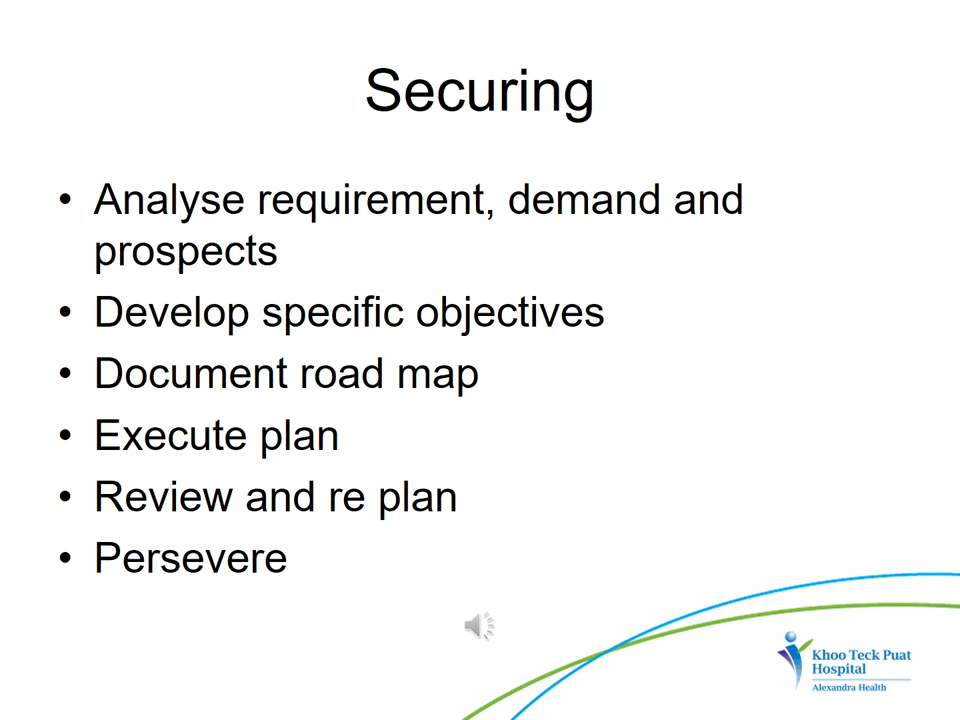 Securing
• Analyse requirement, demand and
prospects
• Develop specific objectives
• Document road map
• Execute plan
• Review and re plan
• Persevere
Khoo Teck Puat
Hospital
Alexandra Health